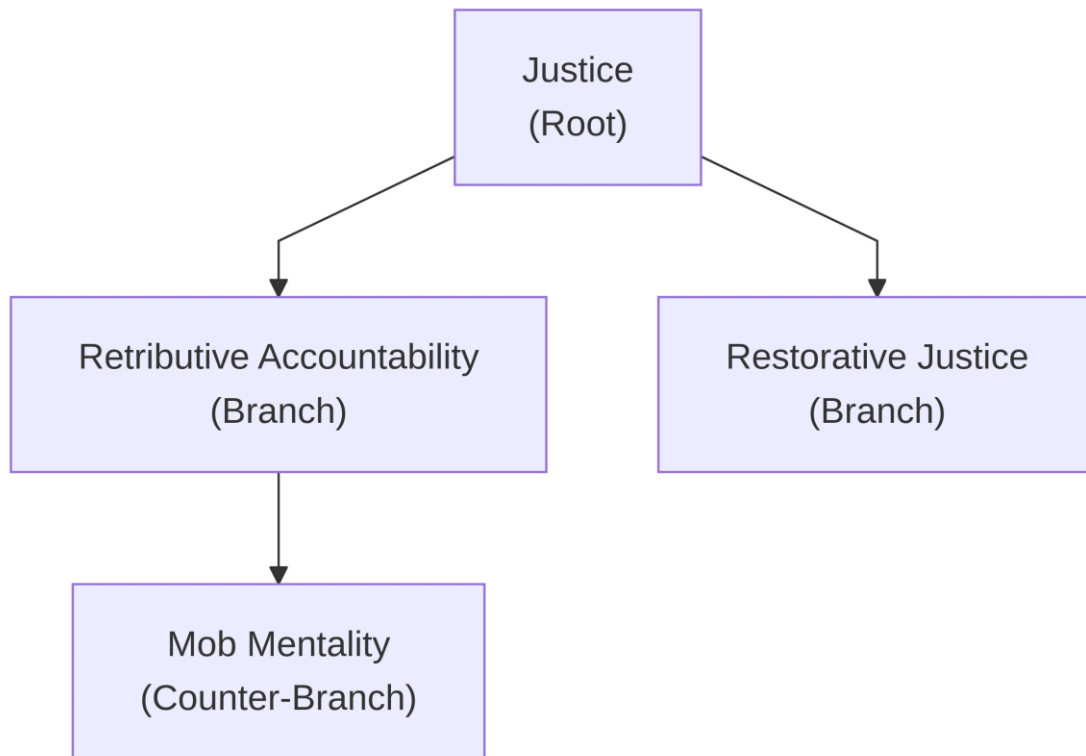 Justice
(Root)
Retributive Accountability
(Branch)
Restorative Justice
(Branch)
Mob Mentality
(Counter-Branch)